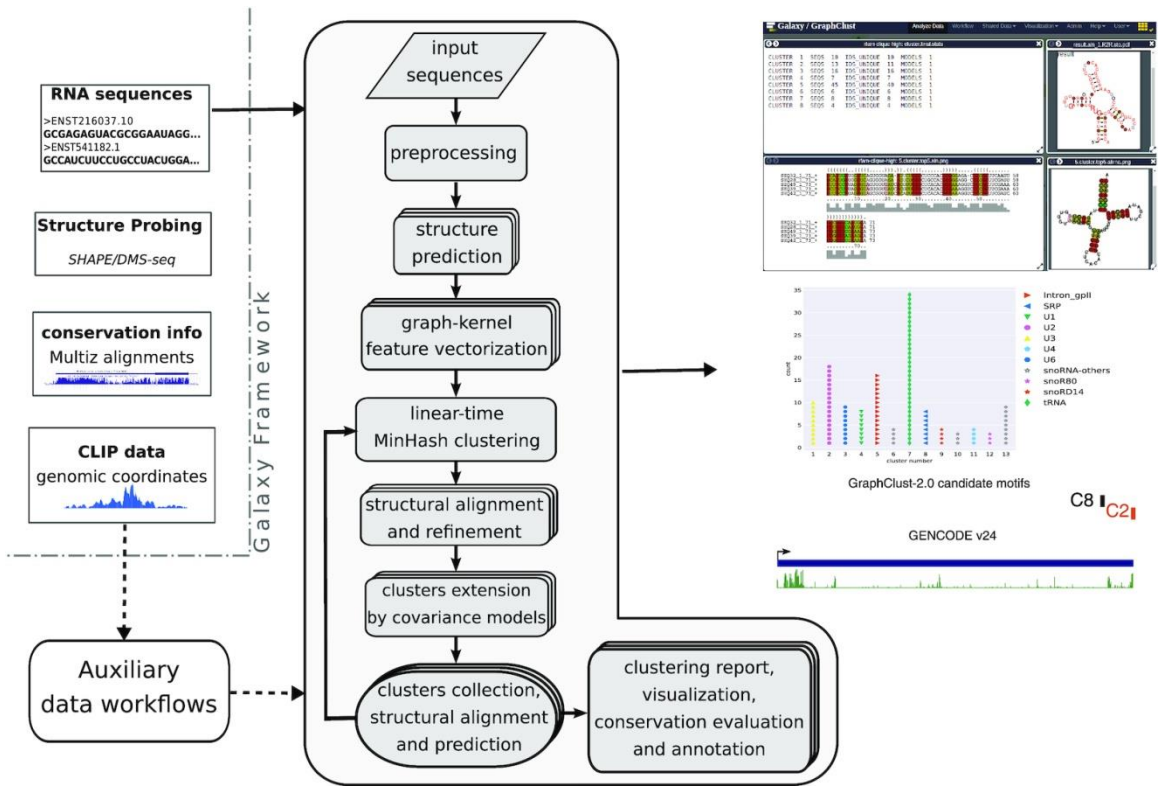 RNA sequences
>ENST216037.10
GCGAGAGUACGCGGAAUAGG...
>ENST541182.1
GCCAUCUUCCUGCCUACUGGA...
Structure Probing
SHAPE/DMS-seq
conservation info
Multiz alignments
CLIP data
genomic coordinates
Galaxy Framework
Auxiliary
data workflows
input
sequences
preprocessing
structure
prediction
graph-kernel
feature vectorization
linear-time
MinHash clustering
structural alignment
and refinement
clusters extension
by covariance models
clusters collection,
structural alignment
and prediction
clustering report,
visualization,
conservation evaluation
and annotation
Galaxy / GraphClust
Analyze Data Workflow Shared Data Visualization Admin Help User
CLUSTER 1 SEQS 18 IDS_UNIQUE 18 MODELS 1
CLUSTER 2 SEQS 13 IDS_UNIQUE 11 MODELS 1
CLUSTER 3 SEQS 16 IDS_UNIQUE 16 MODELS 1
CLUSTER 4 SEQS 7 IDS_UNIQUE 7 MODELS 1
CLUSTER 5 SEQS 45 IDS_UNIQUE 40 MODELS 1
CLUSTER 6 SEQS 6 IDS_UNIQUE 6 MODELS 1
CLUSTER 7 SEQS 8 IDS_UNIQUE 8 MODELS 1
CLUSTER 8 SEQS 4 IDS_UNIQUE 4 MODELS 1
35
30
25
20
15
10
5
0
count
1 2 3 4 5 6 7 8 9 10 11 12 13
cluster number
Intron_gpII
SRP
U1
U2
U3
U4
U6
snoRNA-others
snoR80
snoRD14
tRNA
GraphClust-2.0 candidate motifs
C8
C2
GENCODE v24